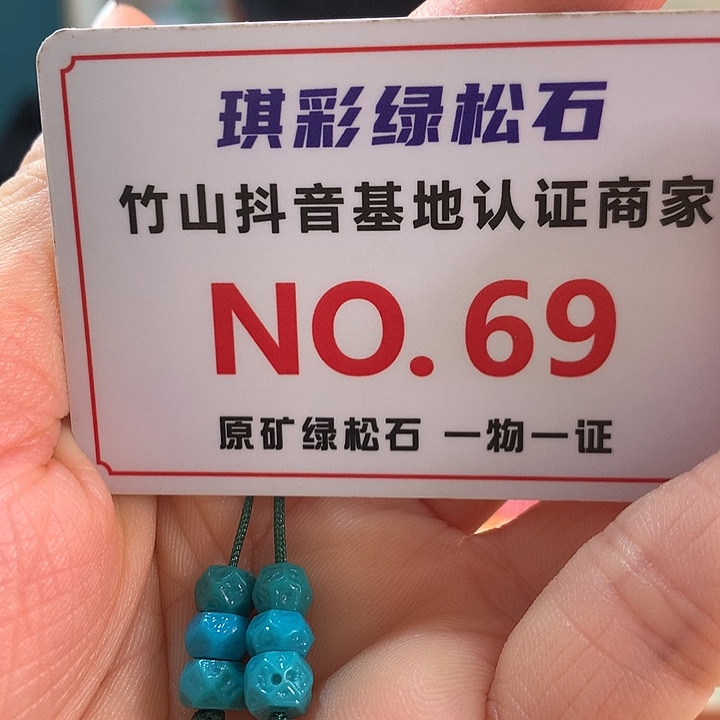 琪彩绿松石
竹山抖音基地认证商家
NO.69
原矿绿松石 一物一证